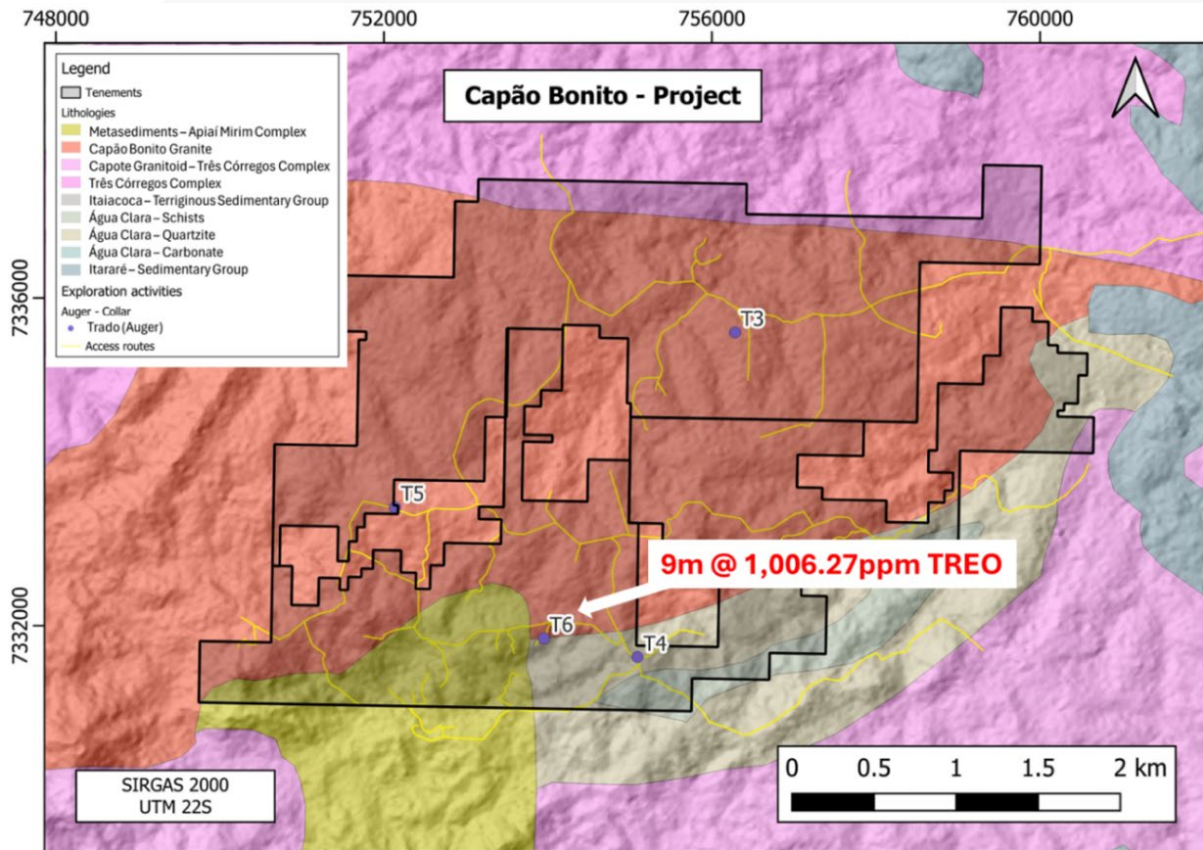 748000
752000
756000
760000
Legend
Tenements
Lithologies
Metasediments – Apiaí Mirim Complex
Capão Bonito Granite
Capote Granitoid – Três Córregos Complex
Três Córregos Complex
Itaiacoca – Terriginous Sedimentary Group
Água Clara – Schists
Água Clara – Quartzite
Água Clara – Carbonate
Itararé – Sedimentary Group
Exploration activities
Auger - Collar
Trado (Auger)
Access routes
Capão Bonito - Project
7336000
7332000
T3
T5
9m @ 1,006.27ppm TREO
T6
T4
SIRGAS 2000
UTM 22S
0 0.5 1 1.5 2 km